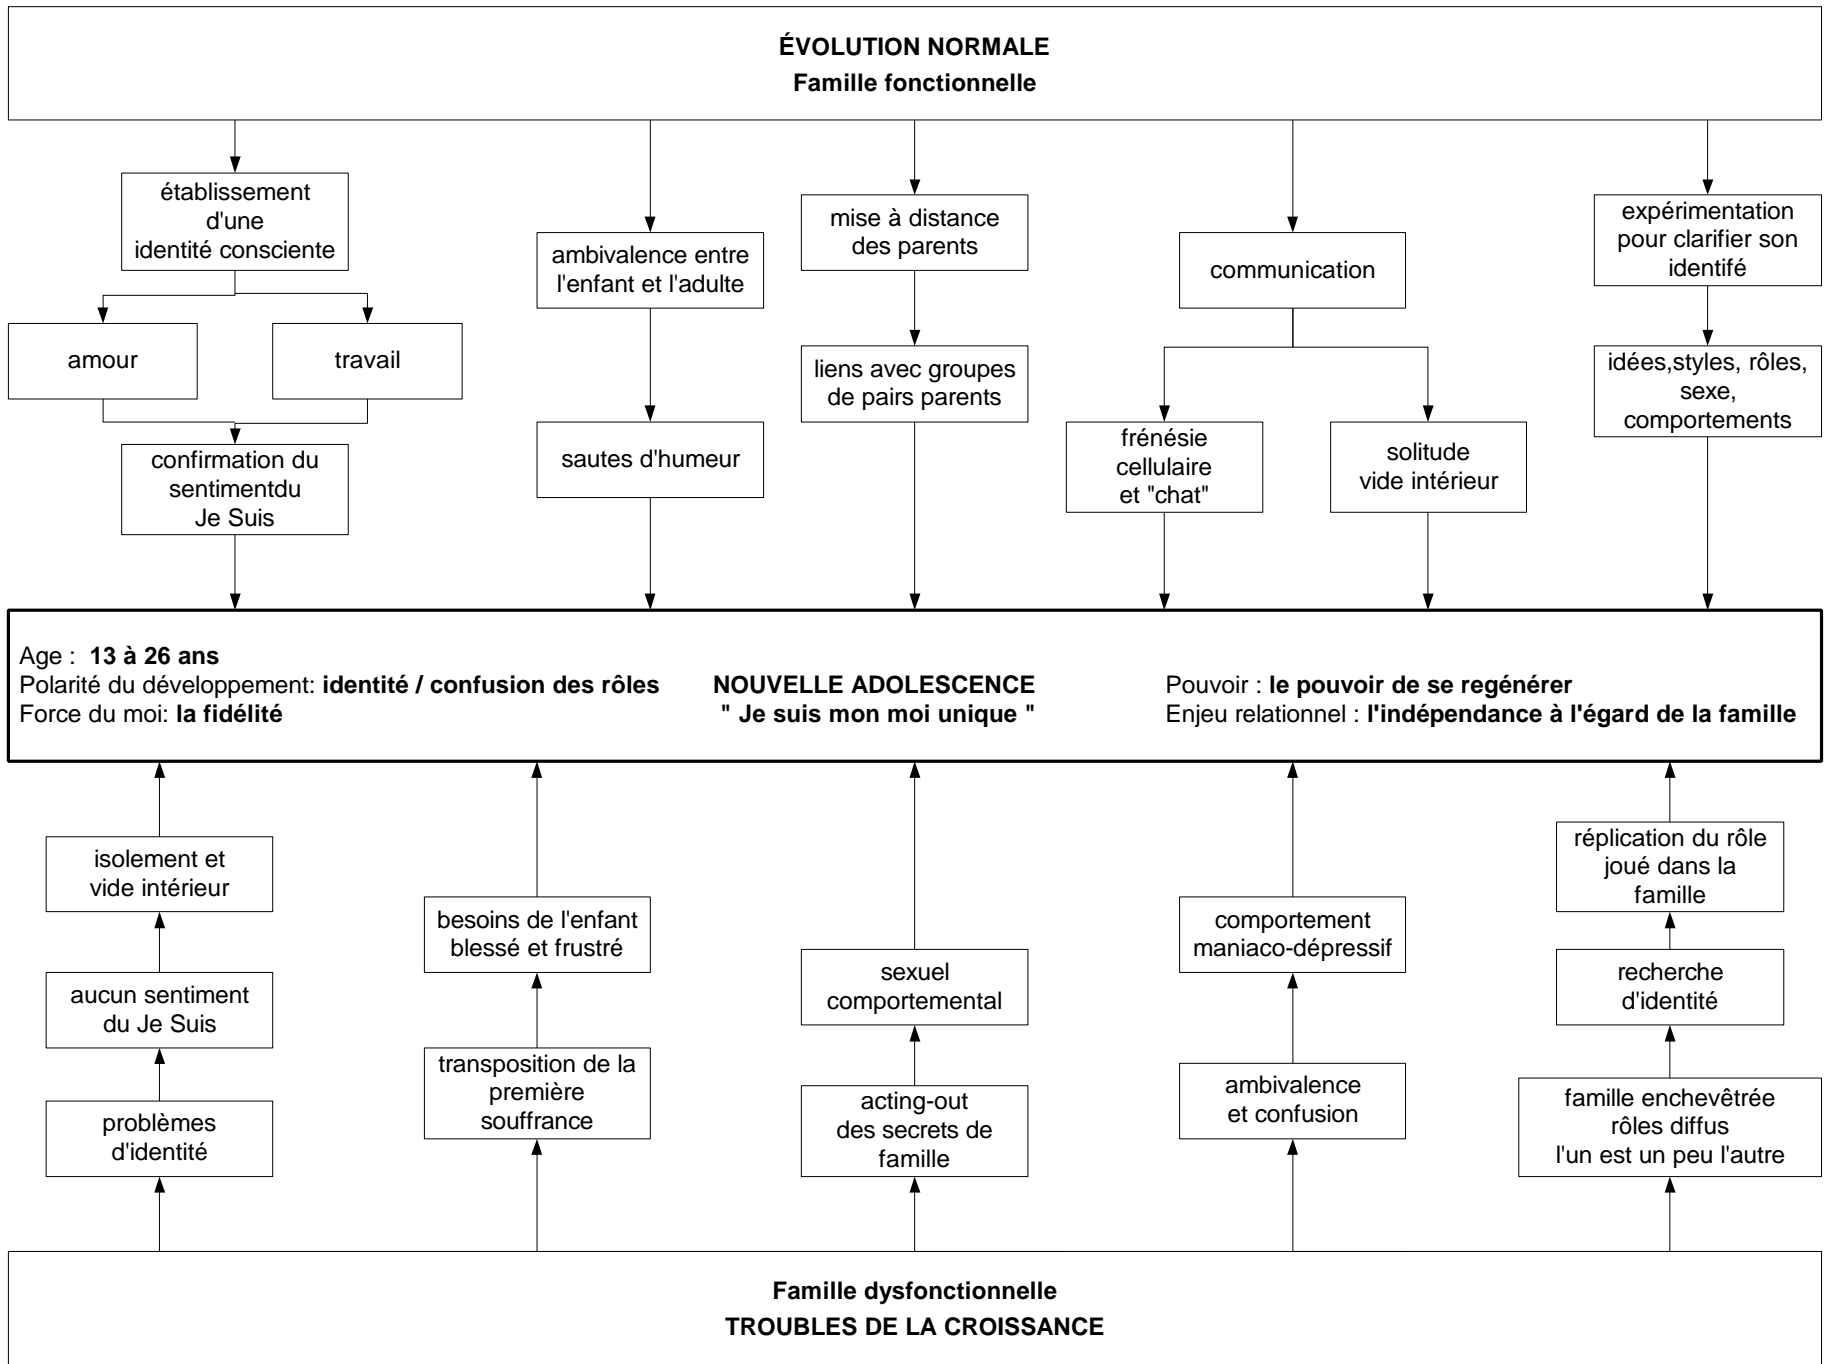 ÉVOLUTION NORMALE
Famille fonctionnelle
établissement
d'une
identité consciente
amour
travail
confirmation du
sentimentdu
Je Suis
ambivalence entre
l'enfant et l'adulte
sautes d'humeur
mise à distance
des parents
liens avec groupes
de pairs parents
communication
frénésie
cellulaire
et "chat"
solitude
vide intérieur
expérimentation
pour clarifier son
identifé
idées,styles, rôles,
sexe,
comportements
Age : 13 à 26 ans
Polarité du développement: identité / confusion des rôles
Force du moi: la fidélité
NOUVELLE ADOLESCENCE
" Je suis mon moi unique "
Pouvoir : le pouvoir de se regénérer
Enjeu relationnel : l'indépendance à l'égard de la famille
isolement et
vide intérieur
aucun sentiment
du Je Suis
problèmes
d'identité
besoins de l'enfant
blessé et frustré
transposition de la
première
souffrance
sexuel
comportemental
acting-out
des secrets de
famille
comportement
maniaco-dépressif
ambivalence
et confusion
réplication du rôle
joué dans la
famille
recherche
d'identité
famille enchevêtrée
rôles diffus
l'un est un peu l'autre
Famille dysfonctionnelle
TROUBLES DE LA CROISSANCE